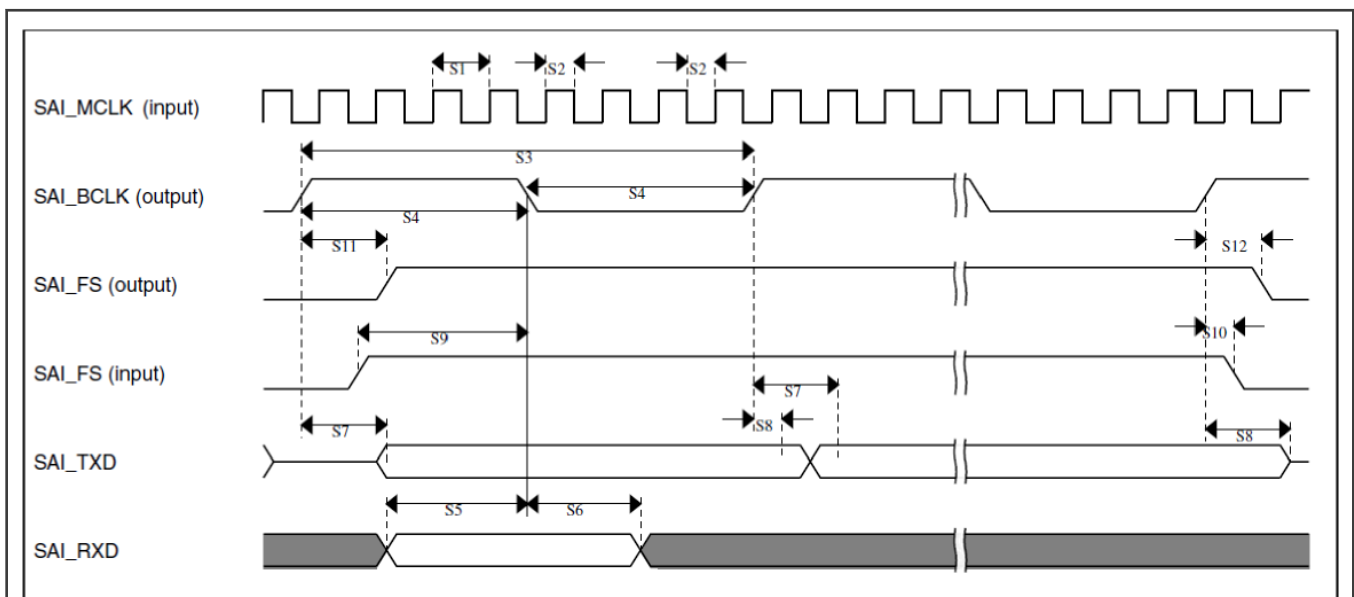 S1
S2
S2
SAI_MCLK (input)
S3
SAI_BCLK (output)
S4
S4
S11
S12
SAI_FS (output)
S9
S10
SAI_FS (input)
S7
S7
S8
S8
SAI_TXD
S5
S6
SAI_RXD